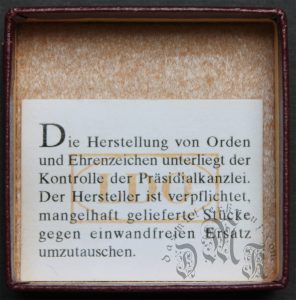 Die Herstellung von Orden
und Ehrenzeichen unterliegt der
Kontrolle der Präsidialkanzlei.
Der Hersteller ist verpflichtet,
mangelhaft gelieferte Stücke
gegen einwandfreien Ersatz
umzutauschen.
LDO